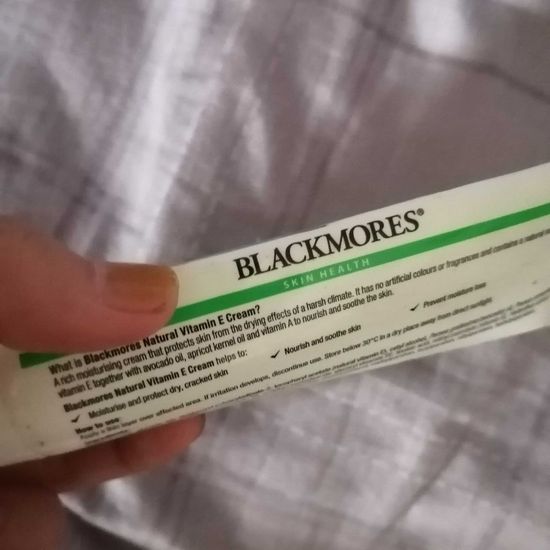 BLACKMORES®
SKIN HEALTH
What is Blackmores Natural Vitamin E Cream?
A rich moisturising cream that protects skin from the drying effects of a harsh climate. It has no artificial colours or fragrances and contains a natural
vitamin E together with avocado oil, apricot kernel oil and vitamin A to nourish and soothe the skin.
Blackmores Natural Vitamin E Cream helps to:
✓ Moisturise and protect dry, cracked skin
✓ Nourish and soothe skin
✓ Prevent moisture loss
How to use:
over affected area. If irritation develops, discontinue use. Store below 30°C in a dry place away from direct sunlight.